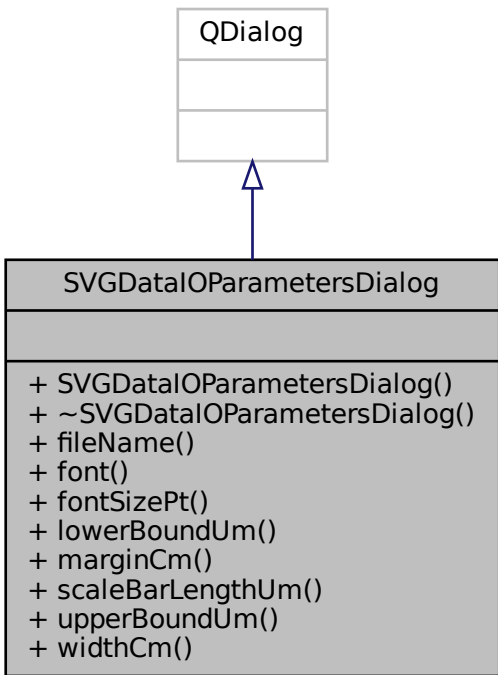 QDialog
SVGDataIOParametersDialog
+ SVGDataIOParametersDialog()
+ ~SVGDataIOParametersDialog()
+ fileName()
+ font()
+ fontSizePt()
+ lowerBoundUm()
+ marginCm()
+ scaleBarLengthUm()
+ upperBoundUm()
+ widthCm()